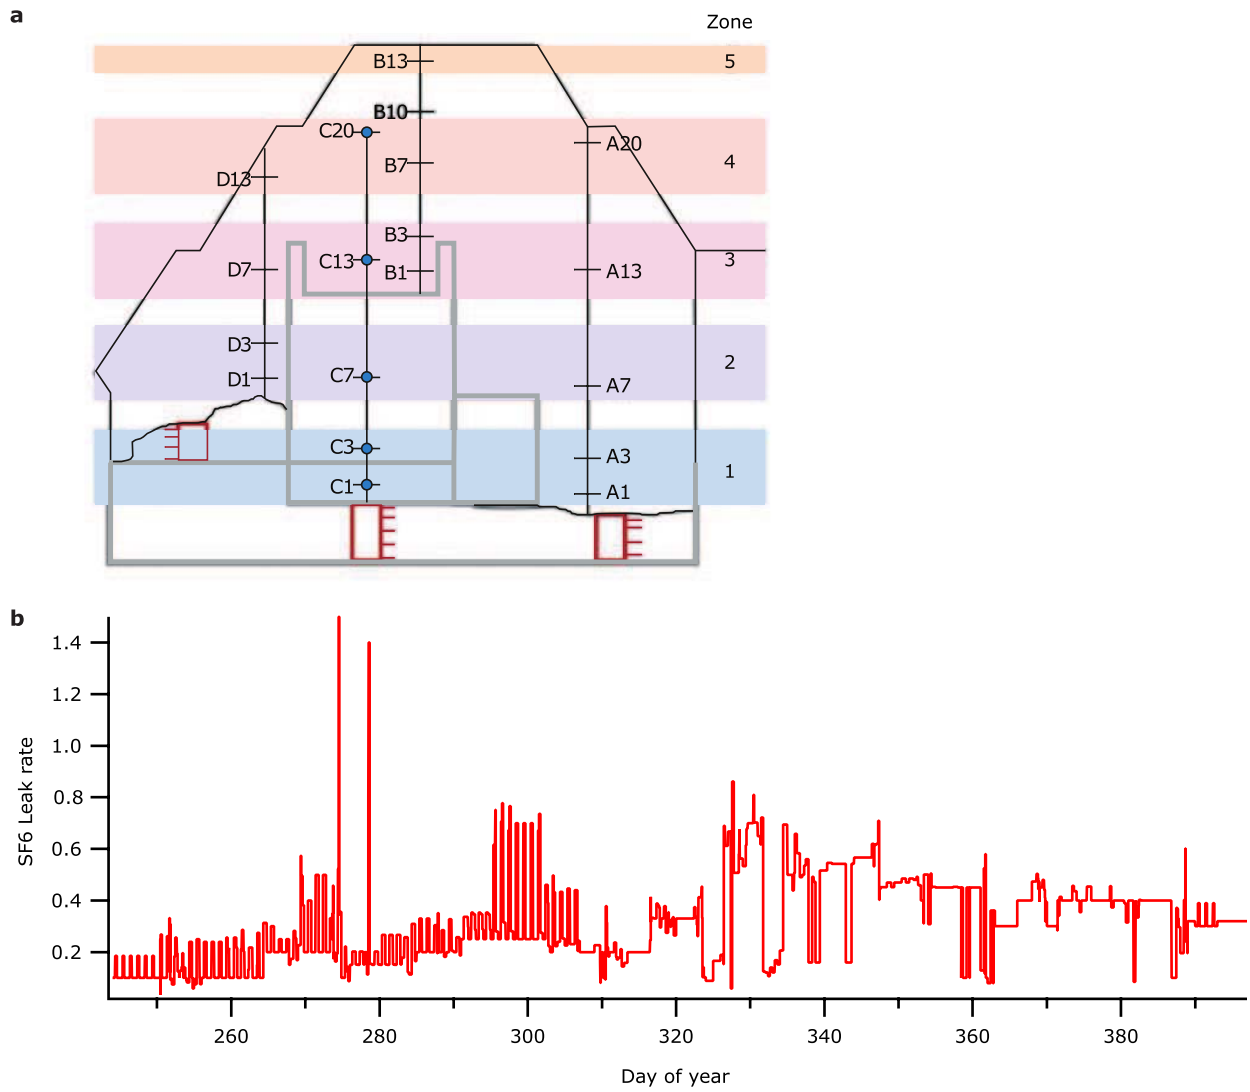 a
Zone
B13
5
B10
C20
A20
B7
4
D13
B3
C13
B1
3
D7
A13
D3
2
C7
D1
A7
C3
A3
1
C1
A1
b
1.4
1.2
1.0
0.8
0.6
0.4
0.2
SF6 Leak rate
260 280 300 320 340 360 380
Day of year